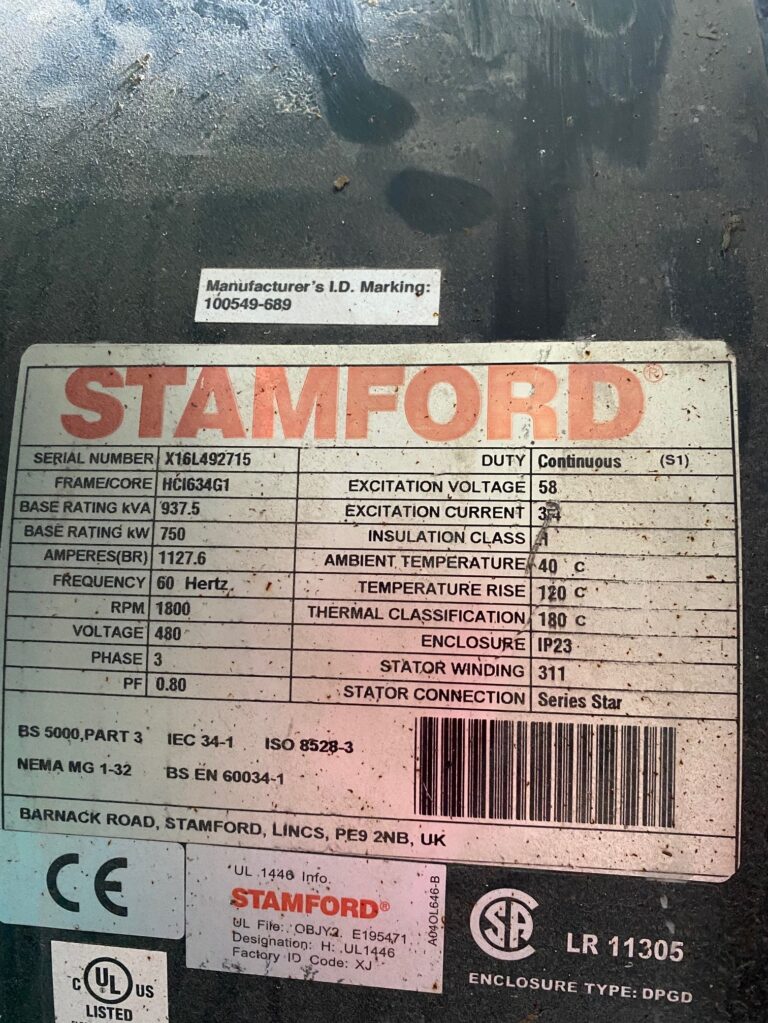 Manufacturer's I.D. Marking:
100549-689
STAMFORD®
SERIAL NUMBER X16L492715
FRAME/CORE HCI634G1
BASE RATING kVA 937.5
BASE RATING kW 750
AMPERES(BR) 1127.6
FREQUENCY 60 Hertz
RPM 1800
VOLTAGE 480
PHASE 3
PF 0.80
DUTY Continuous (S1)
EXCITATION VOLTAGE 58
EXCITATION CURRENT
INSULATION CLASS
AMBIENT TEMPERATURE 40 C
TEMPERATURE RISE 120 C
THERMAL CLASSIFICATION 180 C
ENCLOSURE IP23
STATOR WINDING 311
STATOR CONNECTION Series Star
BS 5000,PART 3 IEC 34-1 ISO 8528-3
NEMA MG 1-32 BS EN 60034-1
BARNACK ROAD, STAMFORD, LINCS, PE9 2NB, UK
CE
UL 1446 Info.
STAMFORD®
UL File: OBJY2, E195471
Designation: H: UL1446
Factory ID Code: XJ
A04OL646-B
SA LR 11305
ENCLOSURE TYPE: DPGD
C UL US
LISTED